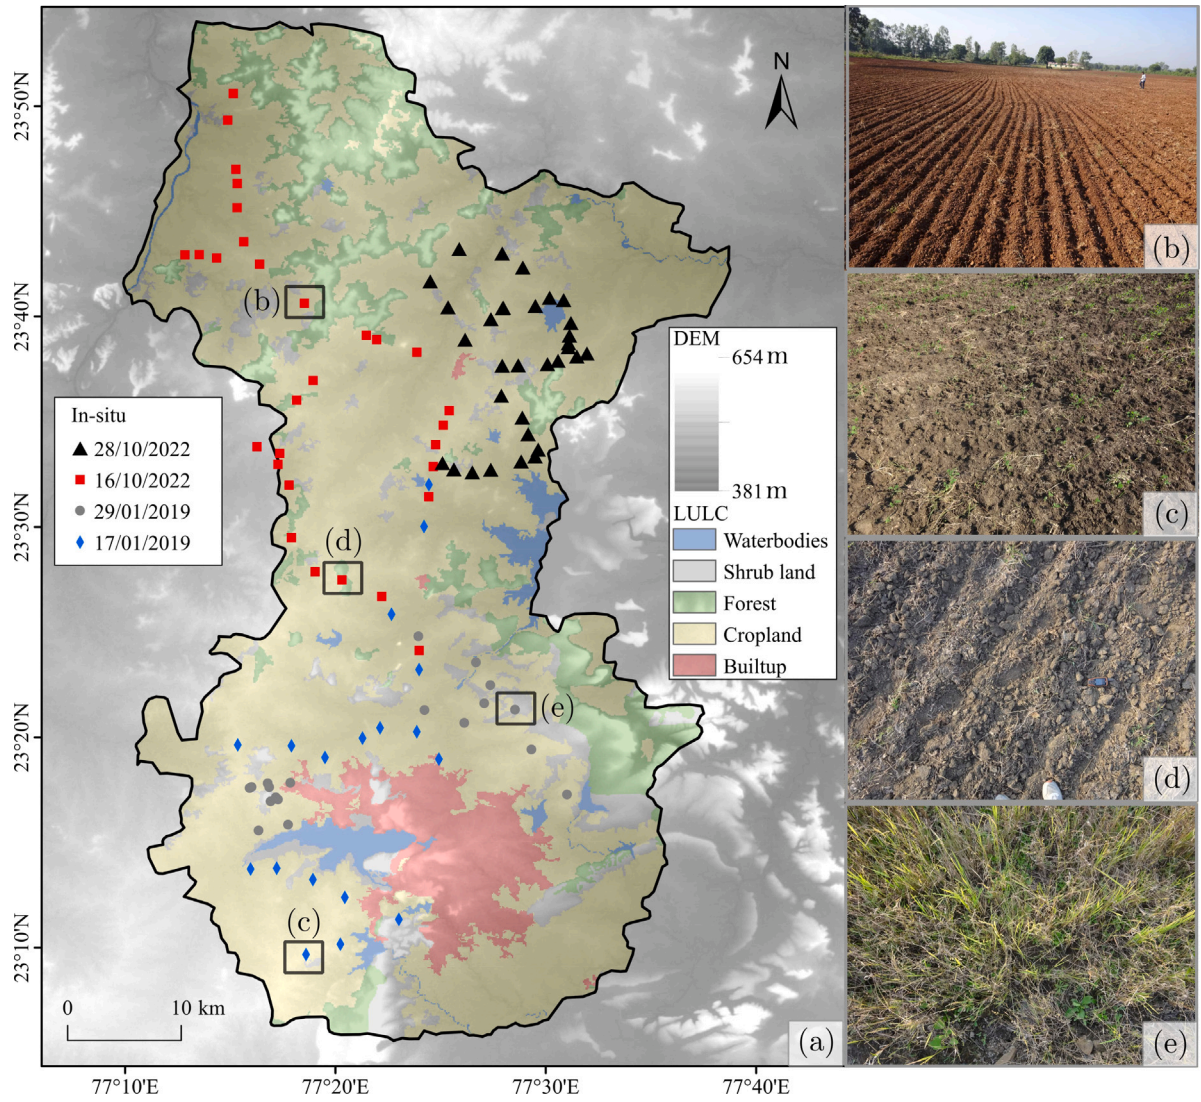 23°50'N
23°40'N
23°30'N
23°20'N
23°10'N
77°10'E
77°20'E
77°30'E
77°40'E
N
(b)
(d)
(e)
(c)
In-situ
28/10/2022
16/10/2022
29/01/2019
17/01/2019
DEM
654 m
381 m
LULC
Waterbodies
Shrub land
Forest
Cropland
Builtup
0 10 km
(a)
(b)
(c)
(d)
(e)